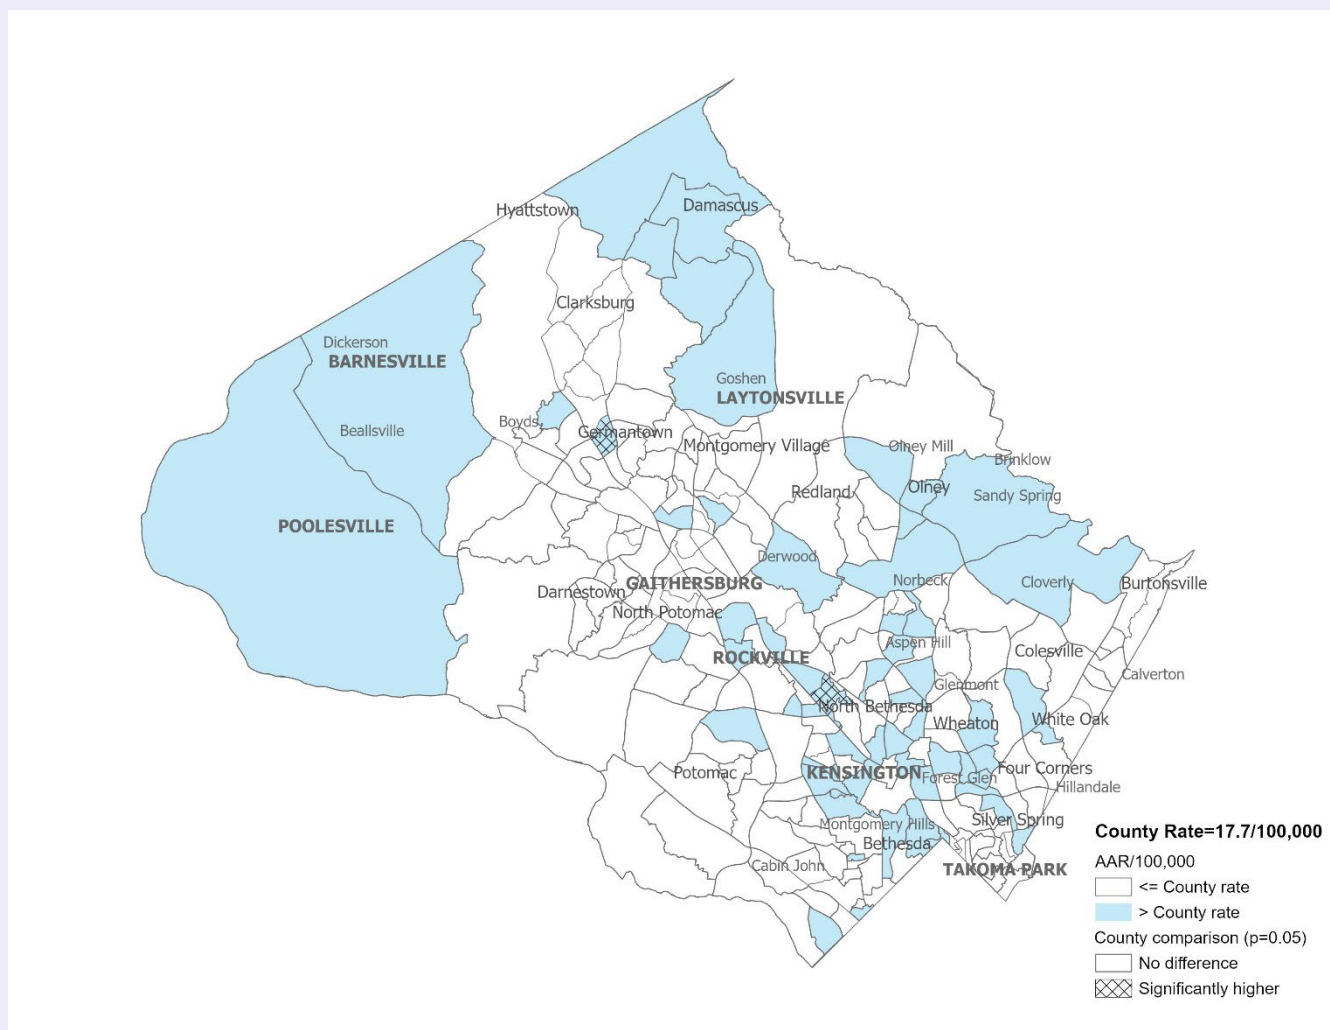 Hyattstown
Damascus
Clarksburg
Dickerson
BARNESVILLE
Goshen
LAYTONSVILLE
Beallsville
Boyds
Germantown
Montgomery Village
Olney Mill
Brinklow
Redland
Olney
Sandy Spring
POOLESVILLE
Derwood
Norbeck
Cloverly
Burtonsville
GAITHERSBURG
Darnestown
North Potomac
Aspen Hill
Colesville
ROCKVILLE
Calverton
Glenmont
North Bethesda
Wheaton
White Oak
Potomac
KENSINGTON
Forest Glen
Four Corners
Hillandale
Montgomery Hills
Silver Spring
Bethesda
Cabin John
TAKOMA PARK
County Rate=17.7/100,000
AAR/100,000
<= County rate
> County rate
County comparison (p=0.05)
No difference
Significantly higher